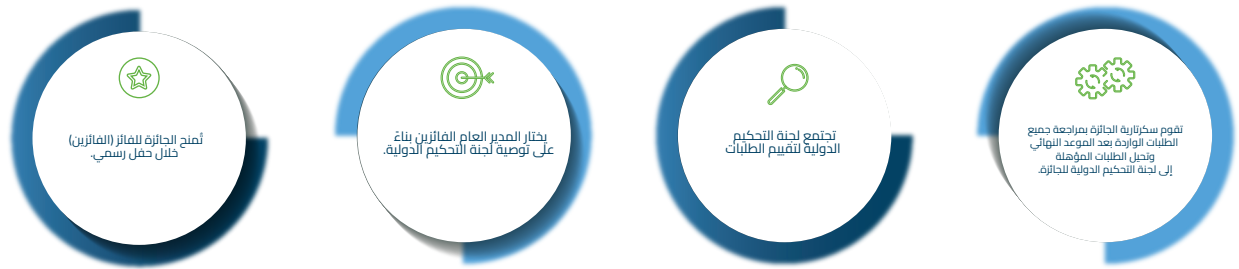 تقوم سكرتارية الجائزة بمراجعة جميع
الطلبات الواردة بعد الموعد النهائي
وتحيل الطلبات المؤهلة
إلى لجنة التحكيم الدولية للجائزة.
تجتمع لجنة التحكيم
الدولية لتقييم الطلبات
يختار المدير العام الفائزين بناءً
على توصية لجنة التحكيم الدولية.
تُمنح الجائزة للفائز (الفائزين)
خلال حفل رسمي.